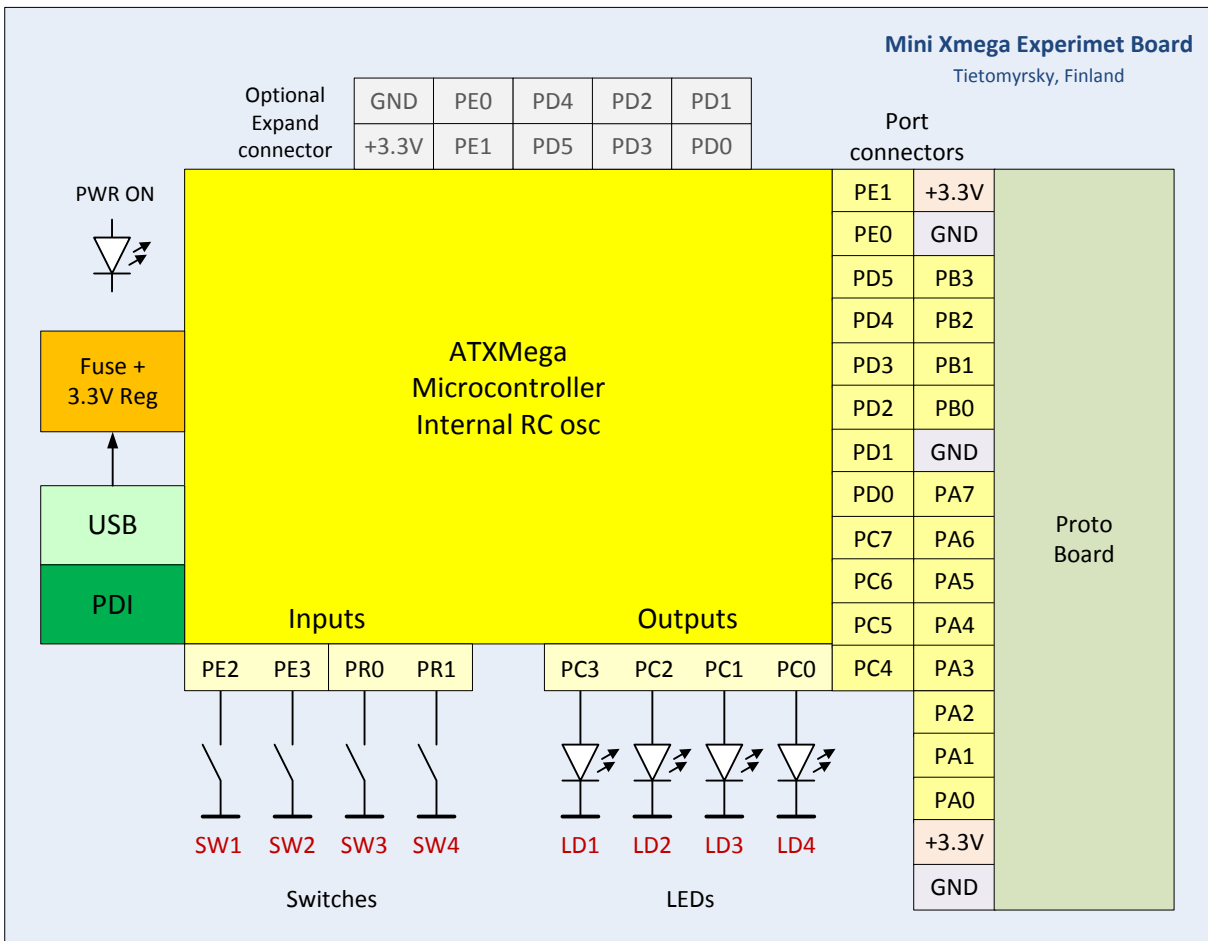 Mini Xmega Experimet Board
Tietomyrsky, Finland
Optional
Expand
connector
GND PE0 PD4 PD2 PD1
+3.3V PE1 PD5 PD3 PD0
Port
connectors
PWR ON
PE1 +3.3V
PE0 GND
PD5 PB3
PD4 PB2
PD3 PB1
PD2 PB0
PD1 GND
PD0 PA7
PC7 PA6
PC6 PA5
PC5 PA4
PC4 PA3
PA2
PA1
PA0
+3.3V
GND
Proto
Board
ATXMega
Microcontroller
Internal RC osc
Fuse +
3.3V Reg
USB
PDI
Inputs
Outputs
PE2 PE3 PR0 PR1
PC3 PC2 PC1 PC0
SW1 SW2 SW3 SW4
LD1 LD2 LD3 LD4
Switches
LEDs